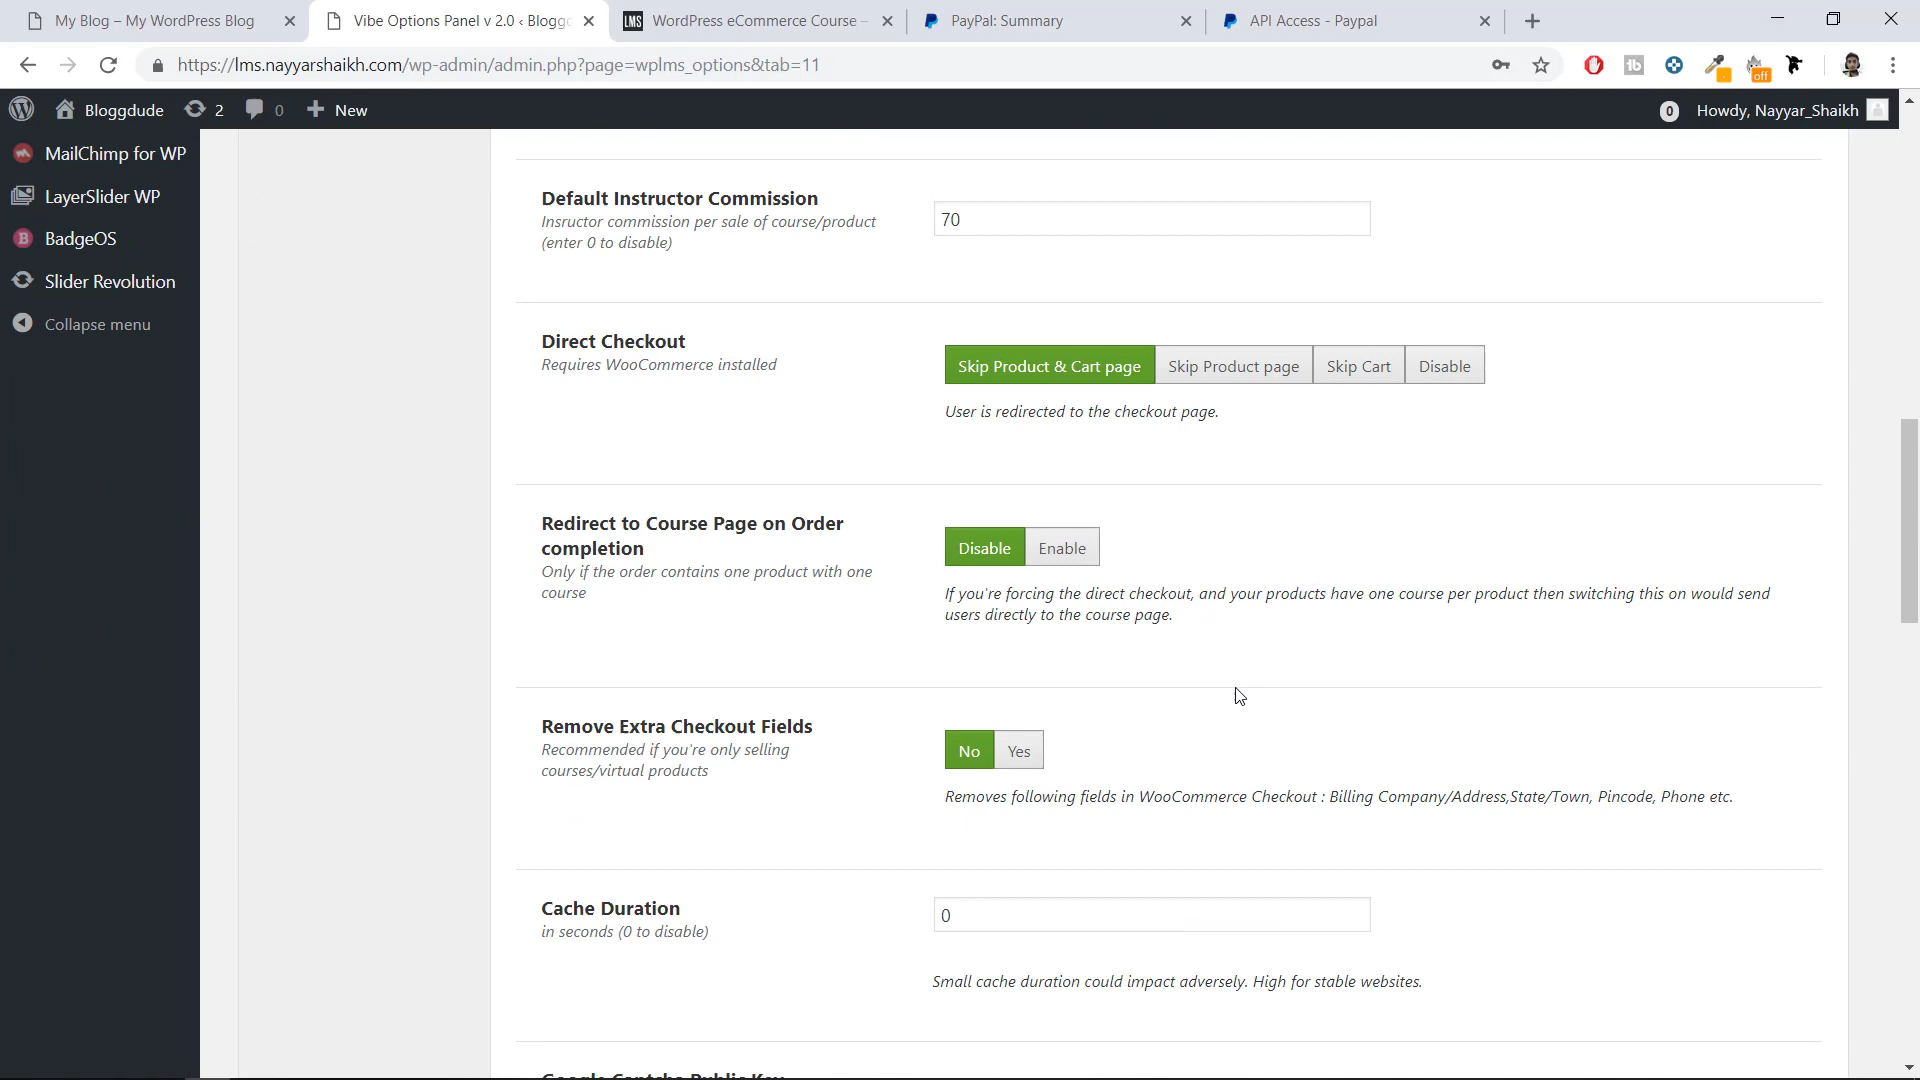 My Blog – My WordPress Blog
Vibe Options Panel v 2.0 ‹ Blogg
LMS WordPress eCommerce Course –
PayPal: Summary
API Access - Paypal
https://lms.nayyarshaikh.com/wp-admin/admin.php?page=wplms_options&tab=11
off
Bloggdude 2 0 New
0 Howdy, Nayyar_Shaikh
MailChimp for WP
LayerSlider WP
BadgeOS
Slider Revolution
Collapse menu
Default Instructor Commission
Insructor commission per sale of course/product
(enter 0 to disable)
70
Direct Checkout
Requires WooCommerce installed
Skip Product & Cart page Skip Product page Skip Cart Disable
User is redirected to the checkout page.
Redirect to Course Page on Order
completion
Only if the order contains one product with one
course
Disable Enable
If you're forcing the direct checkout, and your products have one course per product then switching this on would send
users directly to the course page.
Remove Extra Checkout Fields
Recommended if you're only selling
courses/virtual products
No Yes
Removes following fields in WooCommerce Checkout : Billing Company/Address,State/Town, Pincode, Phone etc.
Cache Duration
in seconds (0 to disable)
0
Small cache duration could impact adversely. High for stable websites.
Google Captcha Public Key